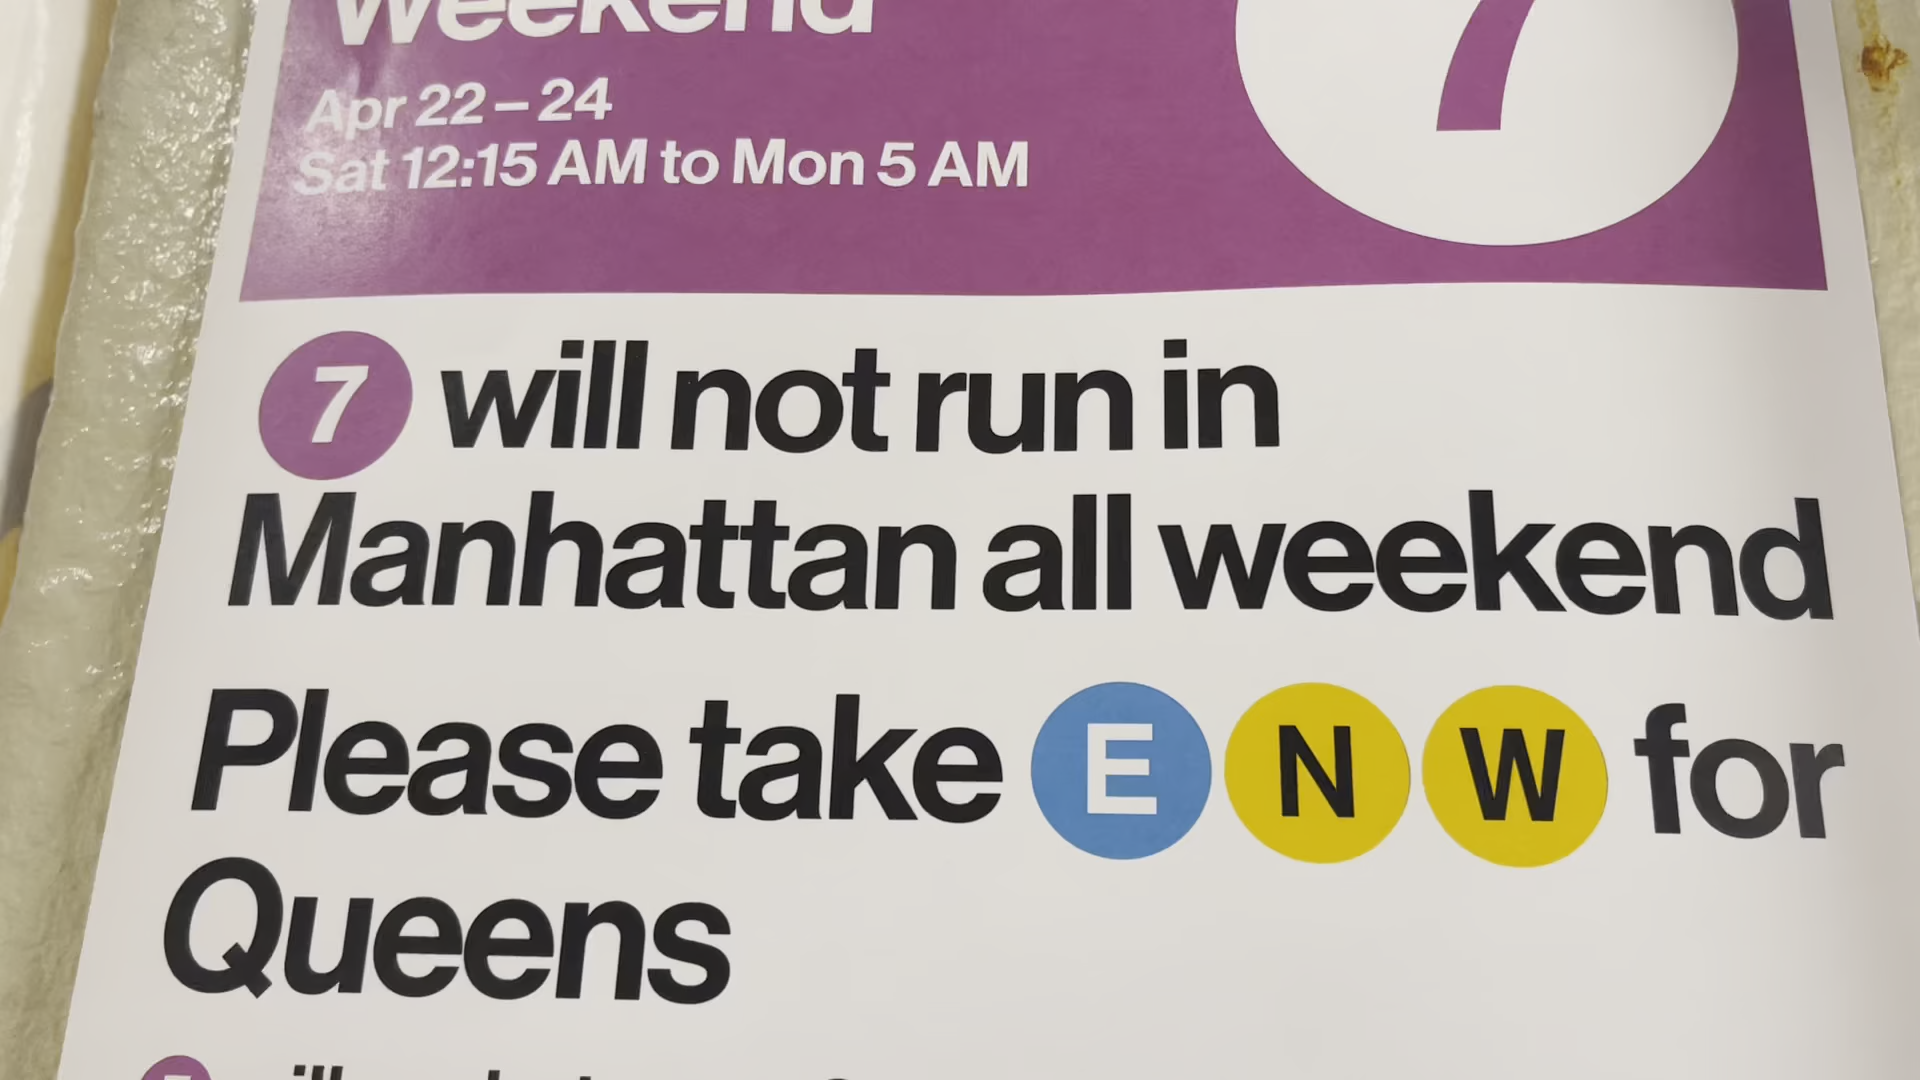 Weekend
7
Apr 22 – 24
Sat 12:15 AM to Mon 5 AM
7 will not run in
Manhattan all weekend
Please take E N W for
Queens